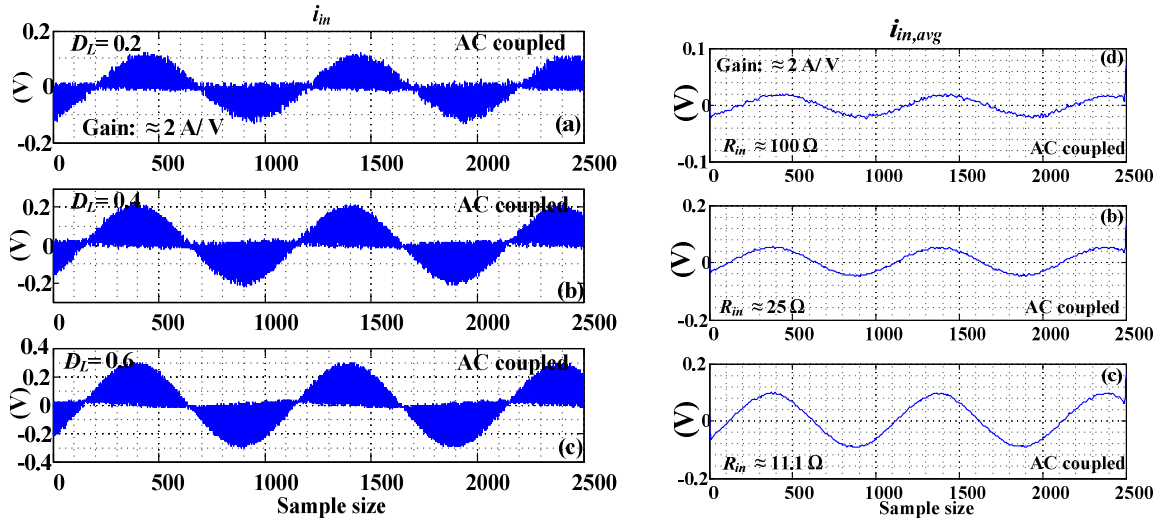 i_in
0.2
D_L = 0.2
AC coupled
(V)
0
Gain: ≈ 2 A/ V
(a)
-0.2
0 500 1000 1500 2000 2500
D_L = 0.4
AC coupled
0.2
(V)
0
-0.2
(b)
0 500 1000 1500 2000 2500
0.4
D_L = 0.6
AC coupled
0.2
(V)
0
-0.2
(c)
-0.4
0 500 1000 1500 2000 2500
Sample size
i_in,avg
0.1
Gain: ≈ 2 A/ V
(d)
(V)
0
R_in ≈ 100 Ω
AC coupled
-0.1
0 500 1000 1500 2000 2500
0.2
(b)
(V)
0
R_in ≈ 25 Ω
AC coupled
-0.2
0 500 1000 1500 2000 2500
0.2
(c)
(V)
0
R_in ≈ 11.1 Ω
AC coupled
-0.2
0 500 1000 1500 2000 2500
Sample size